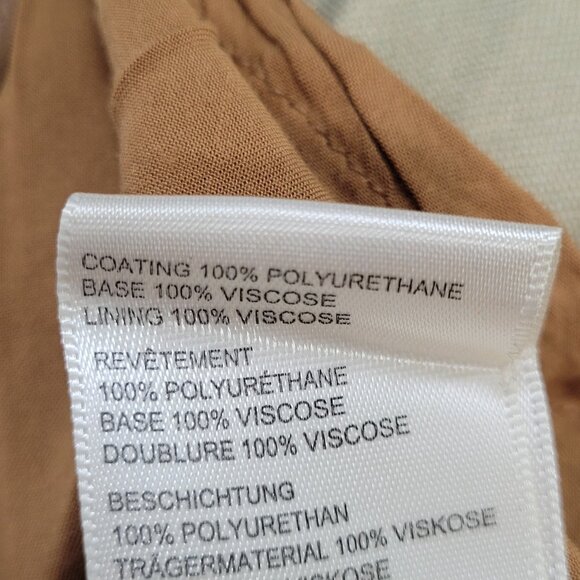 COATING 100% POLYURETHANE
BASE 100% VISCOSE
LINING 100% VISCOSE
REVÊTEMENT
100% POLYURÉTHANE
BASE 100% VISCOSE
DOUBLURE 100% VISCOSE
BESCHICHTUNG
100% POLYURETHAN
TRÄGERMATERIAL 100% VISKOSE
VISKOSE